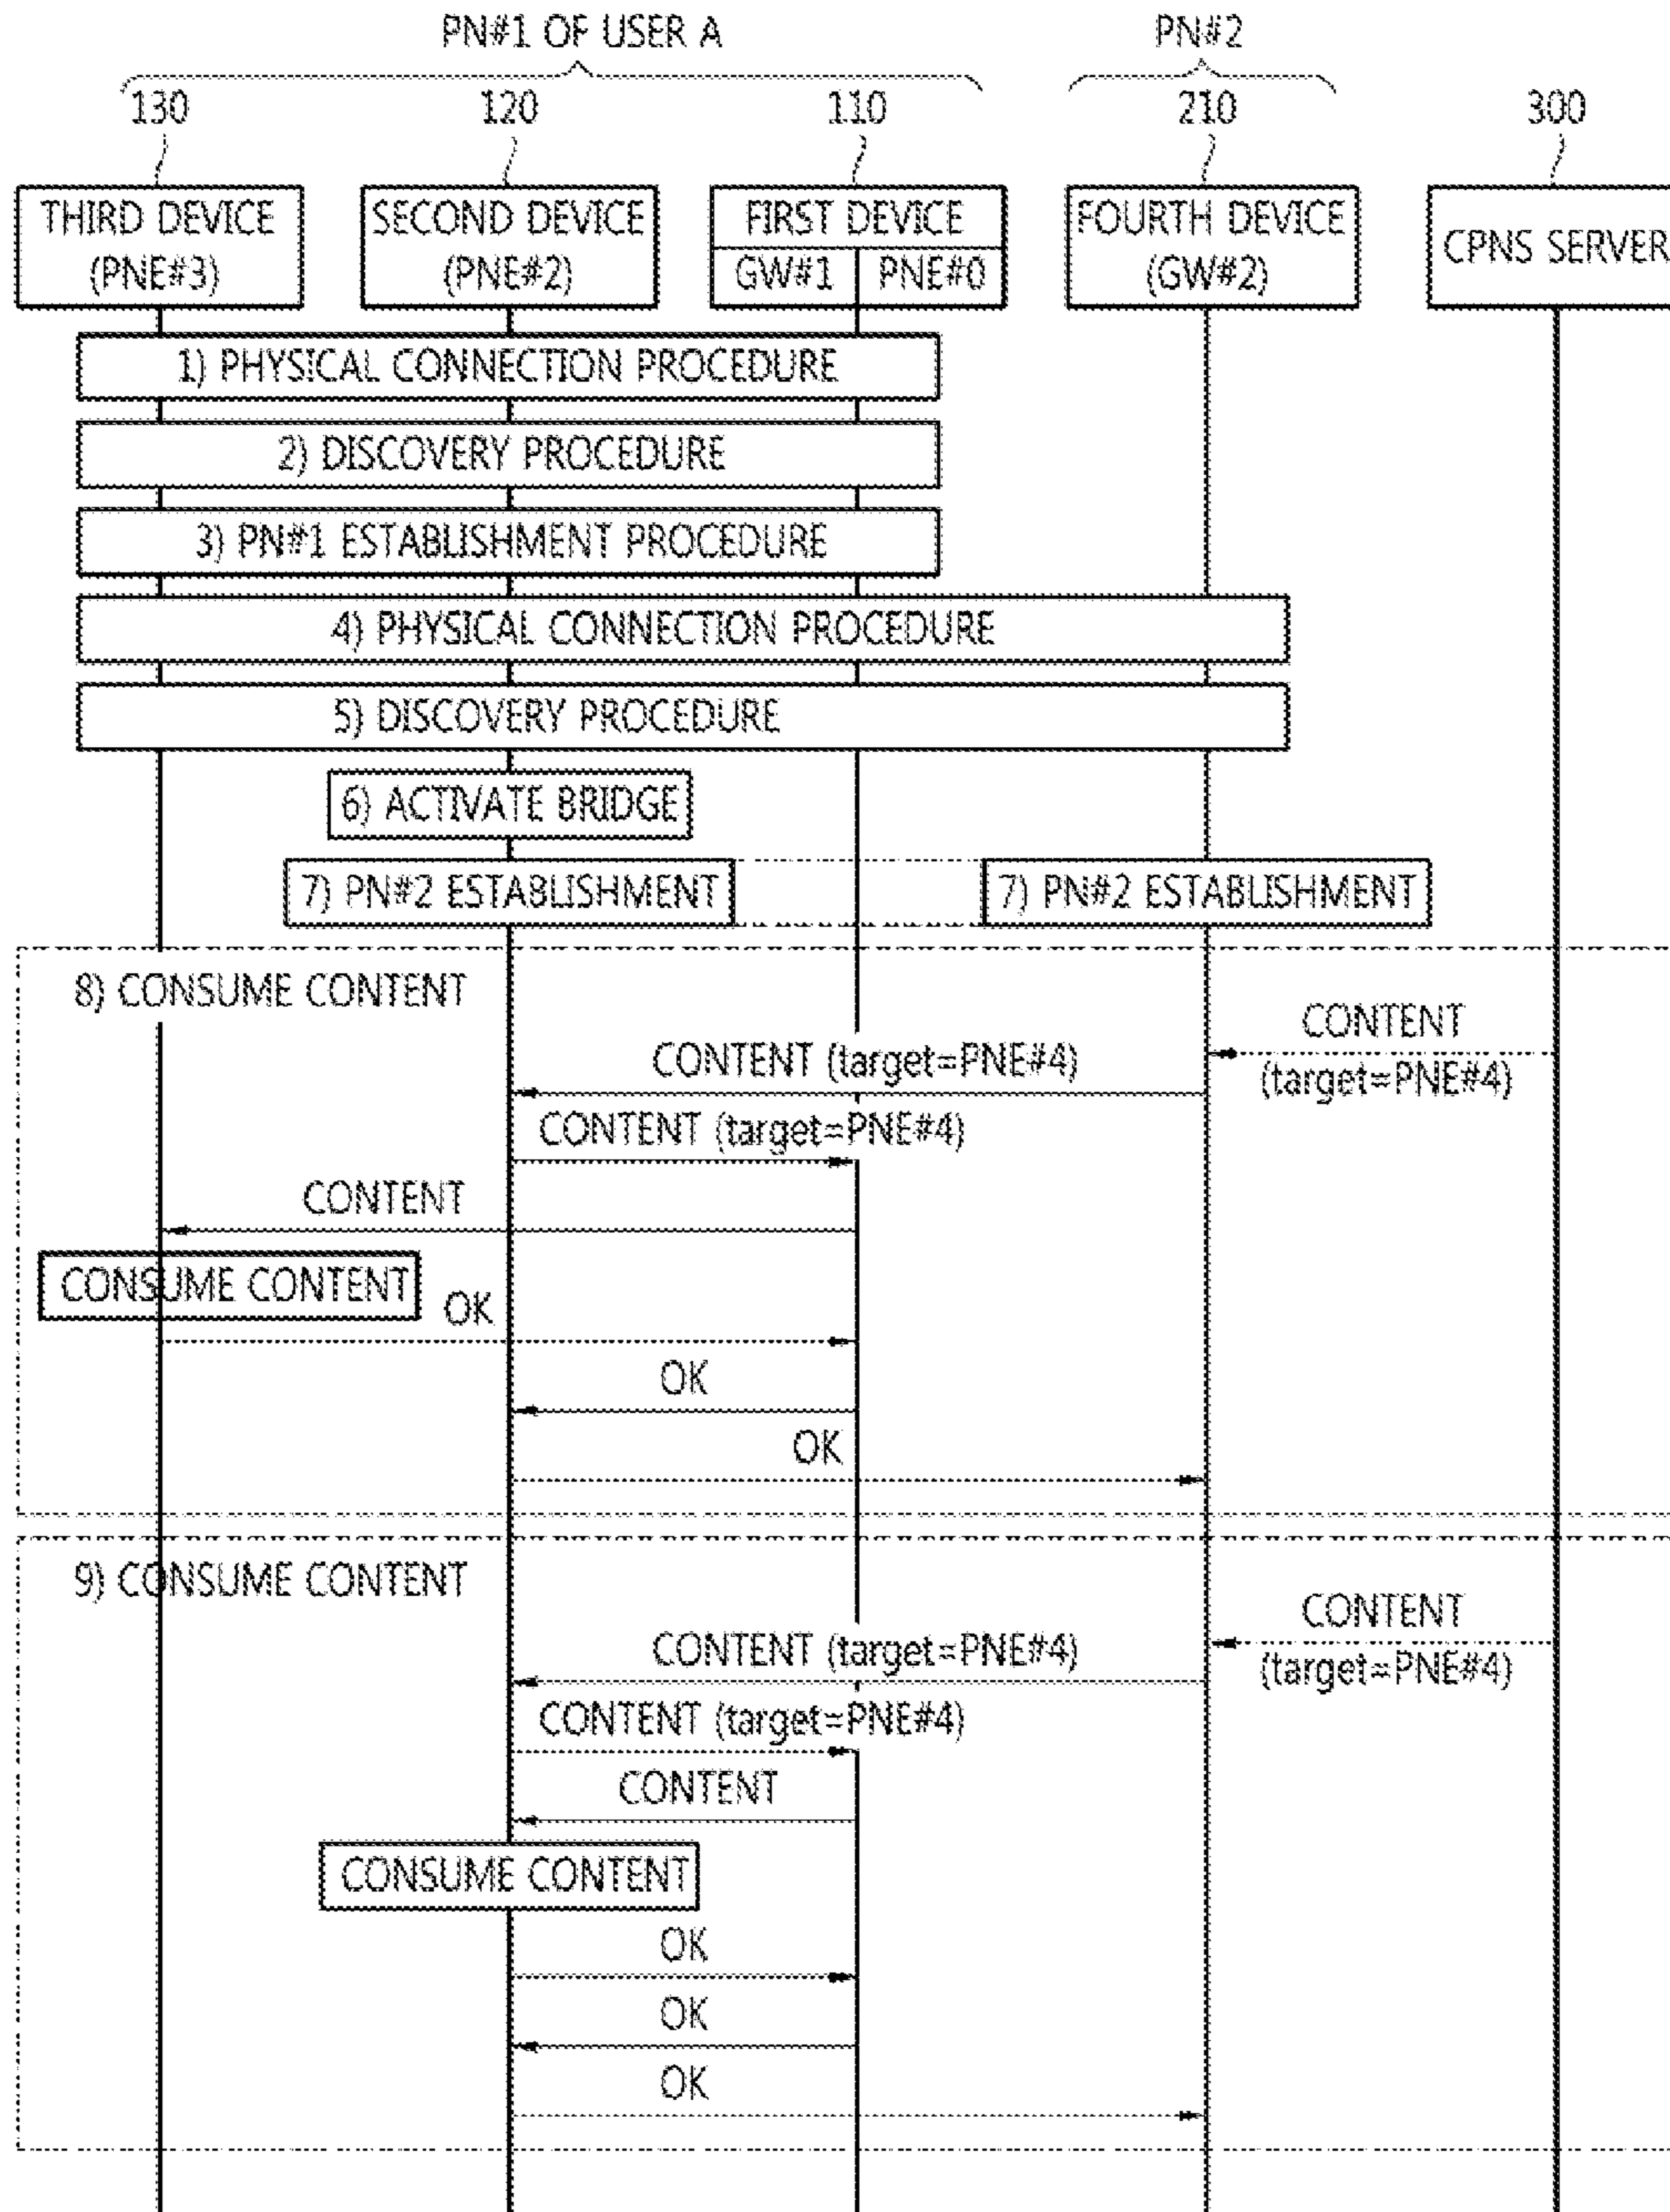 PN#1 OF USER A
PN#2
130
120
110
210
300
THIRD DEVICE
(PNE#3)
SECOND DEVICE
(PNE#2)
FIRST DEVICE
GW#1
PNE#0
FOURTH DEVICE
(GW#2)
CPNS SERVER
1) PHYSICAL CONNECTION PROCEDURE
2) DISCOVERY PROCEDURE
3) PN#1 ESTABLISHMENT PROCEDURE
4) PHYSICAL CONNECTION PROCEDURE
5) DISCOVERY PROCEDURE
6) ACTIVATE BRIDGE
7) PN#2 ESTABLISHMENT
7) PN#2 ESTABLISHMENT
8) CONSUME CONTENT
CONTENT
(target=PNE#4)
CONTENT (target=PNE#4)
CONTENT (target=PNE#4)
CONTENT
CONSUME CONTENT
OK
OK
OK
9) CONSUME CONTENT
CONTENT
(target=PNE#4)
CONTENT (target=PNE#4)
CONTENT (target=PNE#4)
CONTENT
CONSUME CONTENT
OK
OK
OK